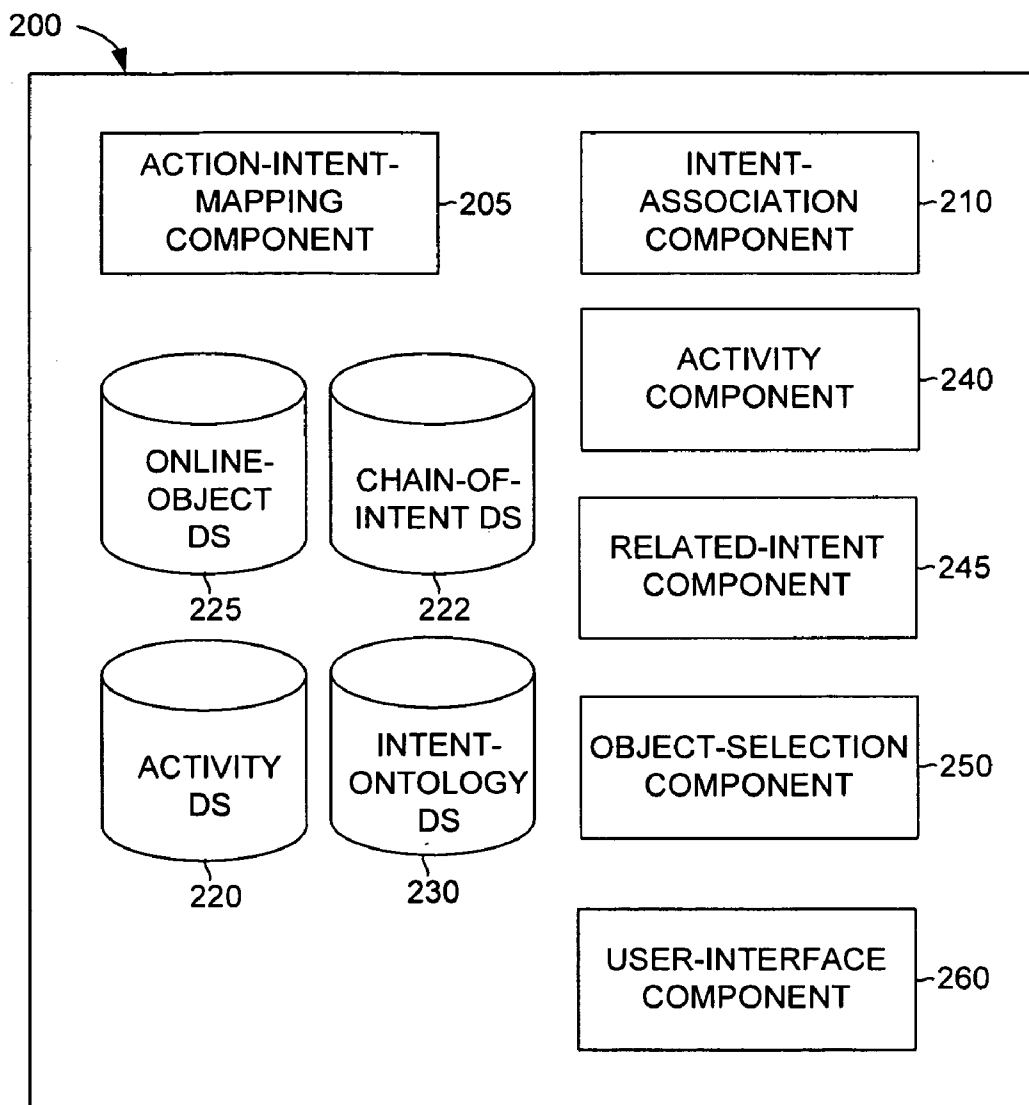 200
ACTION-INTENT-
MAPPING
COMPONENT
205
INTENT-
ASSOCIATION
COMPONENT
210
ACTIVITY
COMPONENT
240
ONLINE-
OBJECT
DS
225
CHAIN-OF-
INTENT DS
222
RELATED-INTENT
COMPONENT
245
ACTIVITY
DS
220
INTENT-
ONTOLOGY
DS
230
OBJECT-SELECTION
COMPONENT
250
USER-INTERFACE
COMPONENT
260